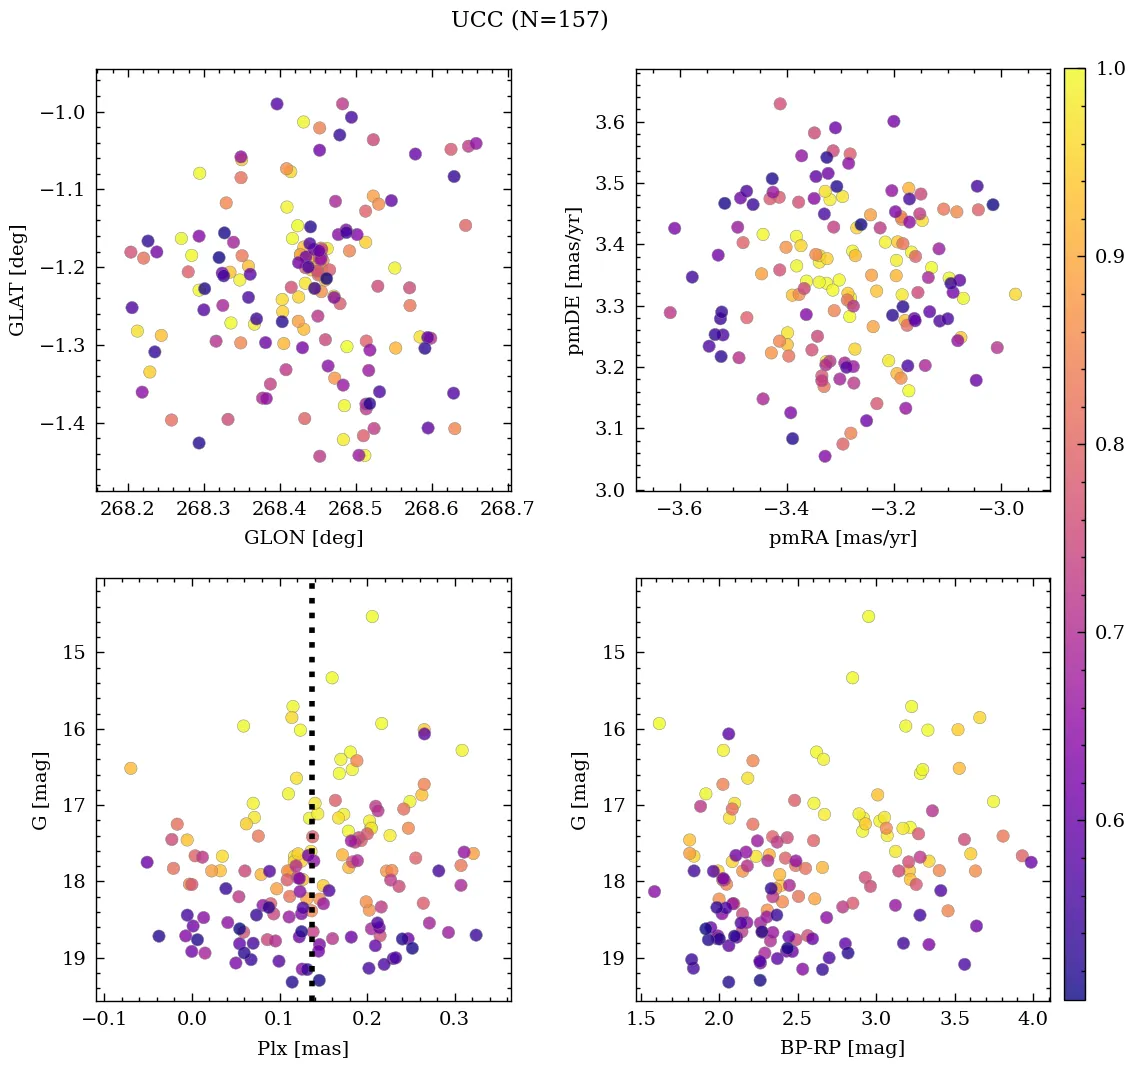 UCC (N=157)
−1.0
−1.1
−1.2
−1.3
−1.4
GLAT [deg]
268.2 268.3 268.4 268.5 268.6 268.7
GLON [deg]
3.6
3.5
3.4
3.3
3.2
3.1
3.0
pmDE [mas/yr]
−3.6 −3.4 −3.2 −3.0
pmRA [mas/yr]
15
16
17
18
19
G [mag]
−0.1 0.0 0.1 0.2 0.3
Plx [mas]
15
16
17
18
19
G [mag]
1.5 2.0 2.5 3.0 3.5 4.0
BP-RP [mag]
1.0
0.9
0.8
0.7
0.6